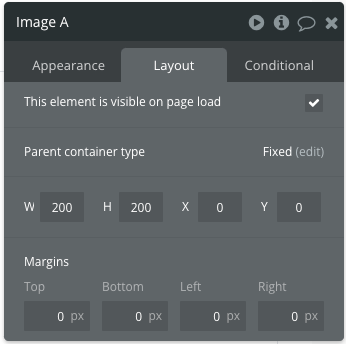 Image A
Appearance Layout Conditional
This element is visible on page load
Parent container type Fixed (edit)
W 200 H 200 X 0 Y 0
Margins
Top Bottom Left Right
0 px 0 px 0 px 0 px